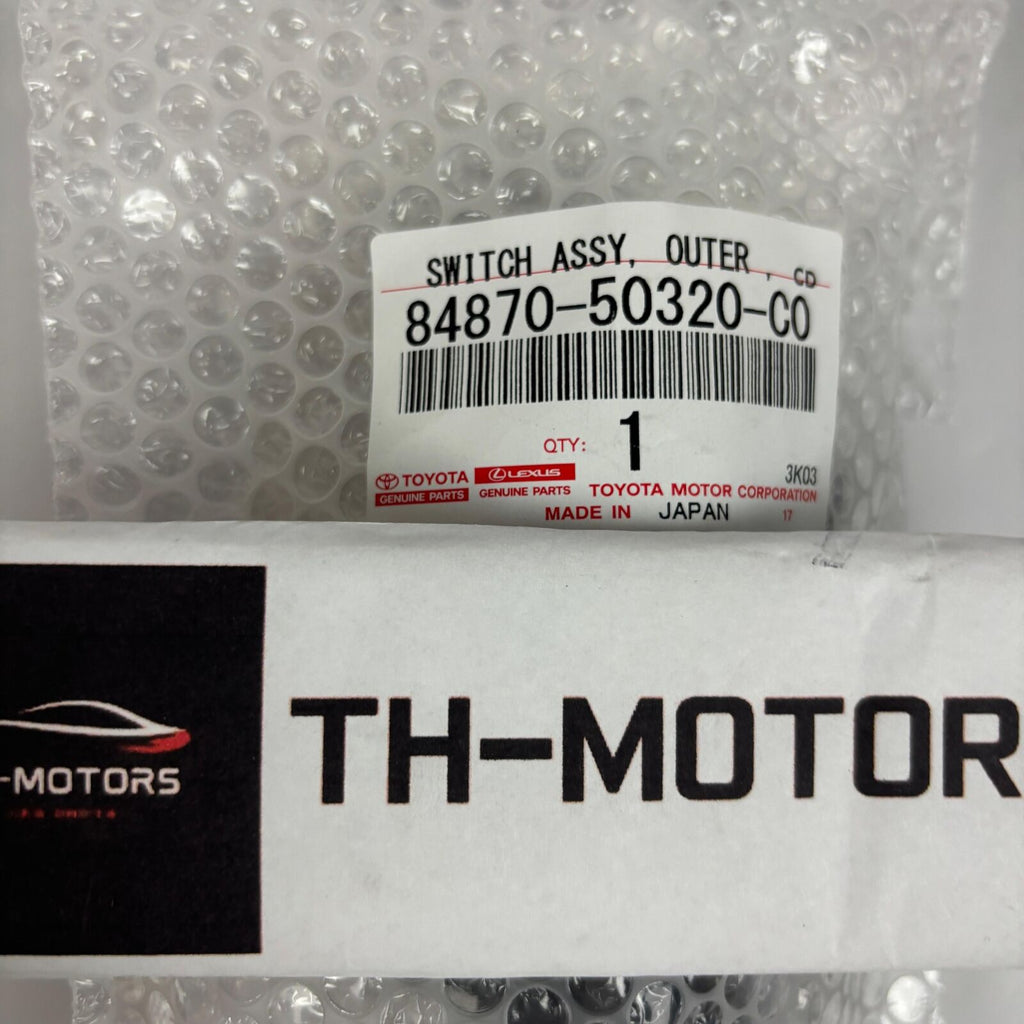 SWITCH ASSY, OUTER , CD
84870-50320-C0
QTY: 1
TOYOTA
GENUINE PARTS
LEXUS
GENUINE PARTS
3K03
TOYOTA MOTOR CORPORATION
MADE IN JAPAN
17
-MOTORS
TH-MOTOR